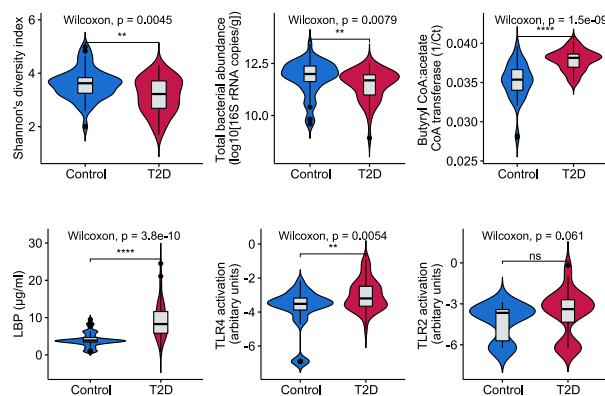 Wilcoxon, p = 0.0045
**
Shannon's diversity index
6
4
2
Control
T2D
Wilcoxon, p = 0.0079
**
Total bacterial abundance
(log10[16S rRNA copies/g])
12.5
10.0
Control
T2D
Wilcoxon, p = 1.5e-09
****
Butyryl CoA:acetate
CoA transferase (1/Ct)
0.040
0.035
0.030
0.025
Control
T2D
Wilcoxon, p = 3.8e-10
****
LBP (µg/ml)
30
20
10
0
Control
T2D
Wilcoxon, p = 0.0054
**
TLR4 activation
(arbitary units)
0
−2
−4
−6
Control
T2D
Wilcoxon, p = 0.061
ns
TLR2 activation
(arbitary units)
0
−3
−6
Control
T2D